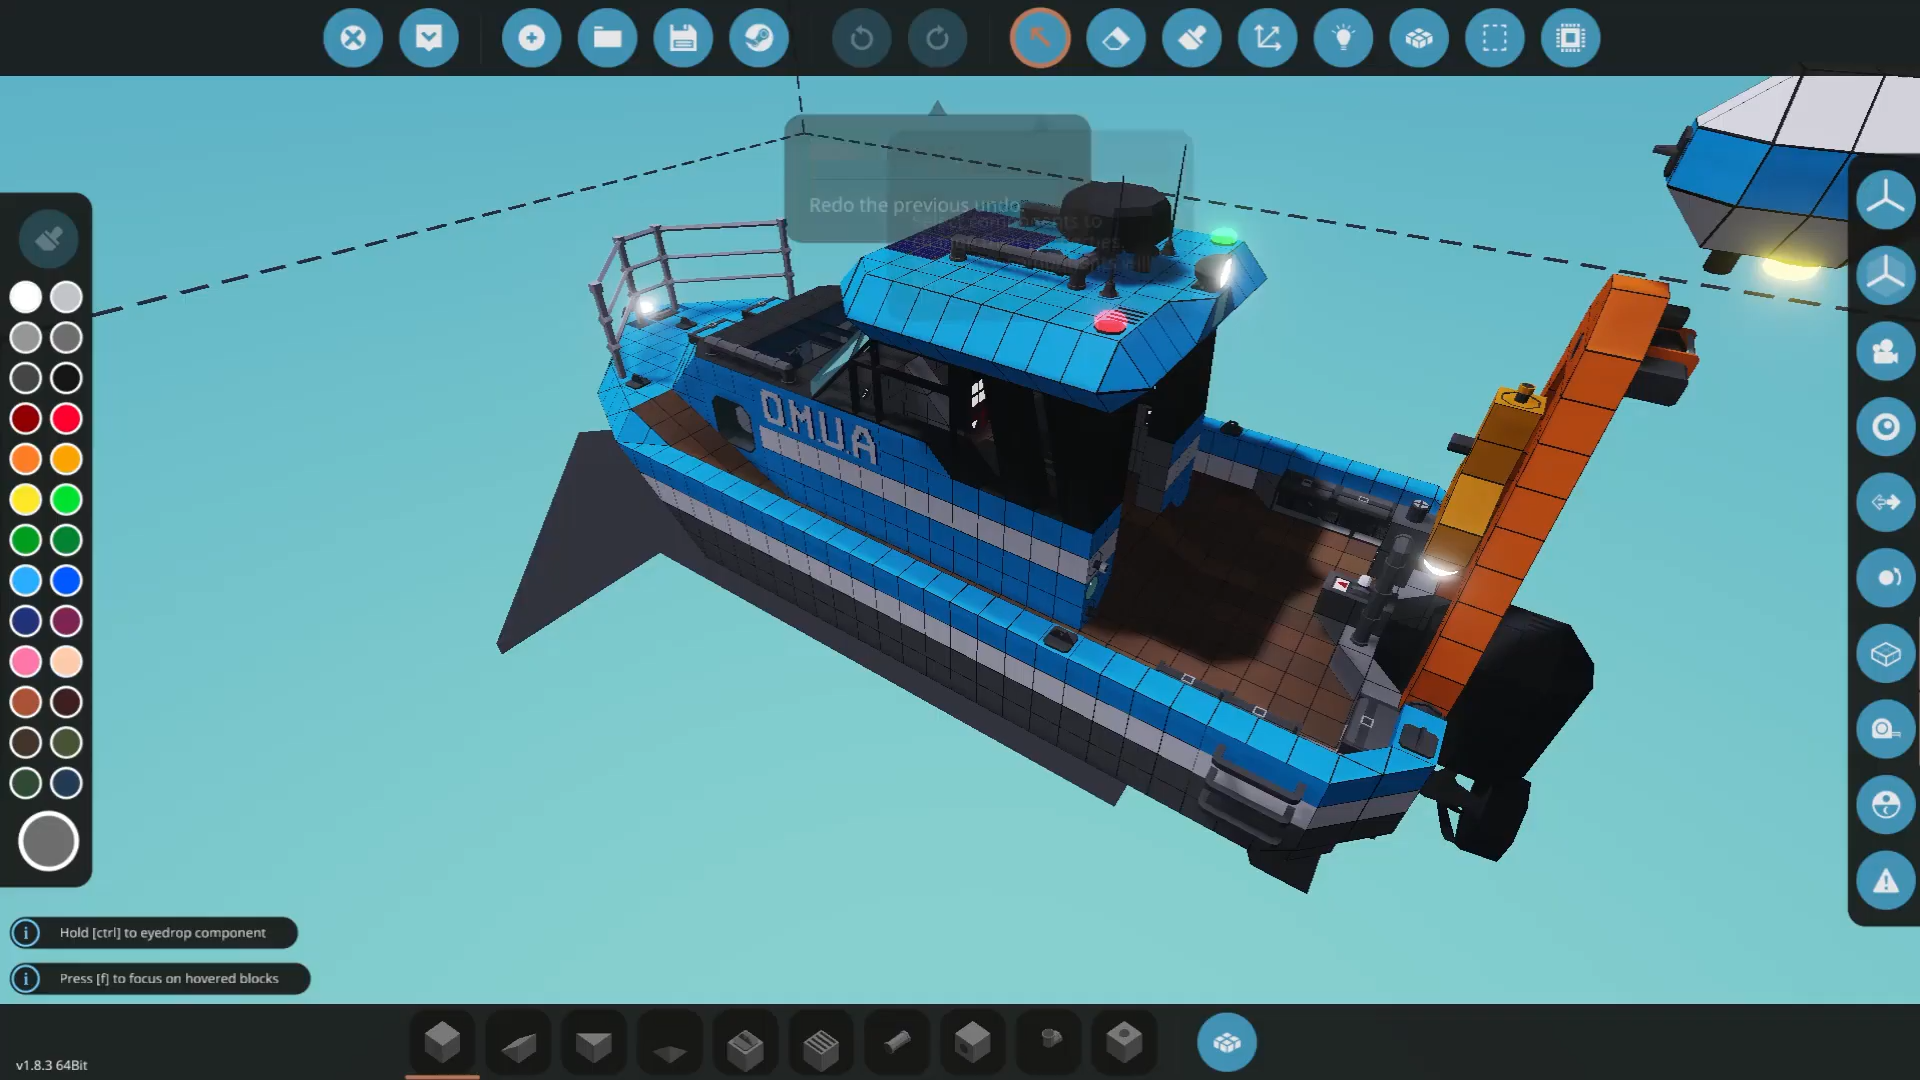 Redo the previous undo.
O.M.U.A
Hold [ctrl] to eyedrop component
Press [f] to focus on hovered blocks
v1.8.3 64Bit